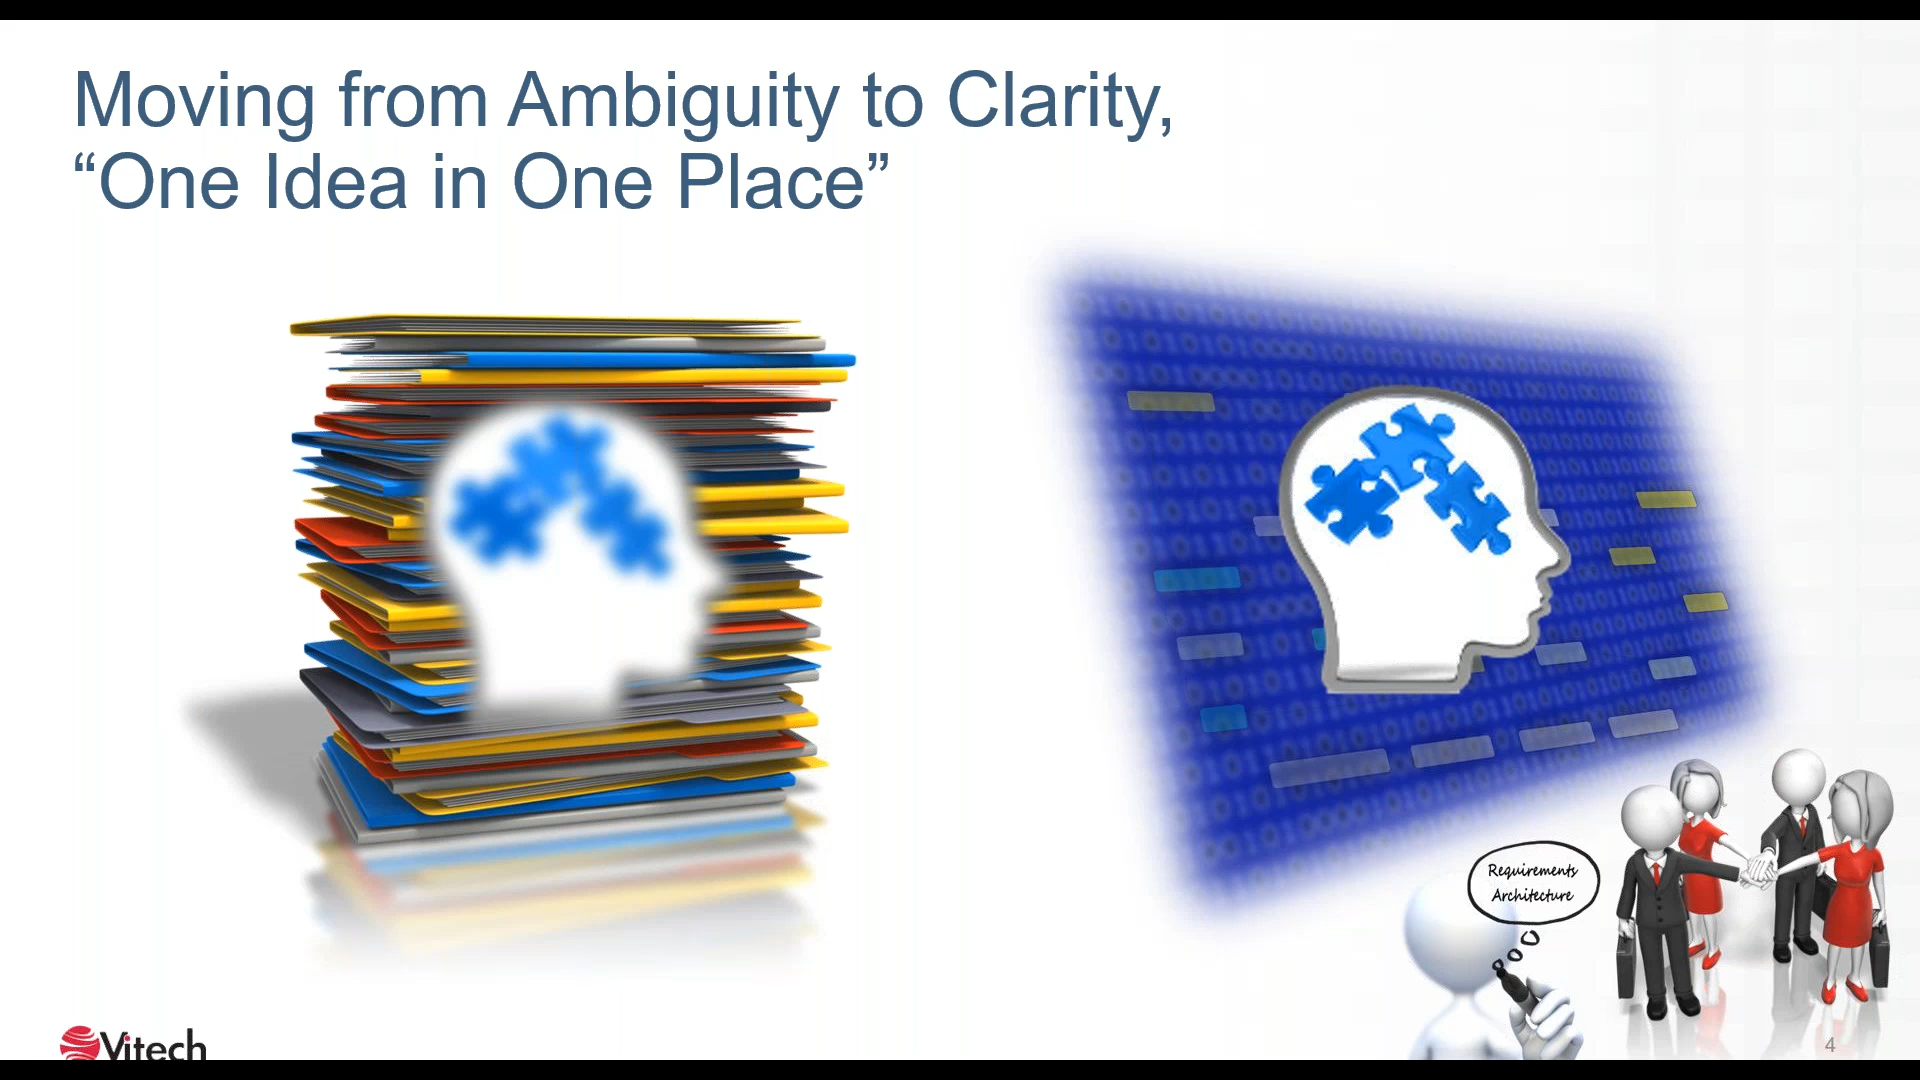 Moving from Ambiguity to Clarity,
“One Idea in One Place”
Requirements
Architecture
Vitech
4